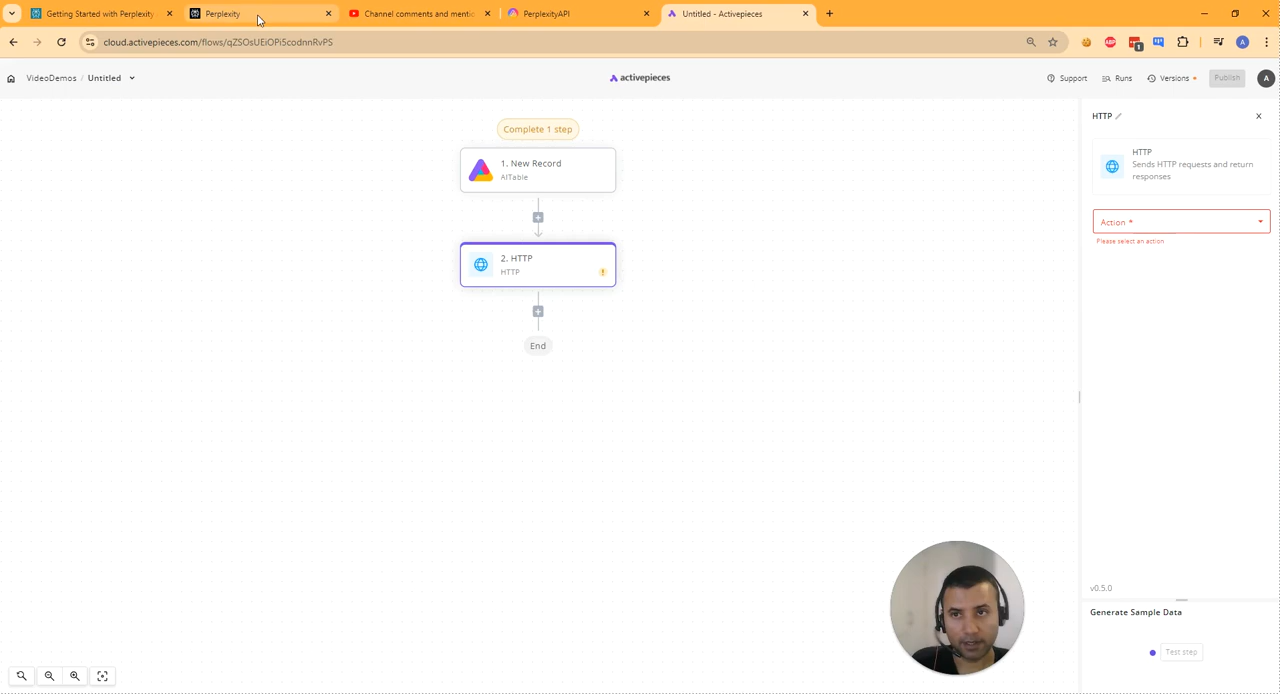 Getting Started with Perplexity
Perplexity
Channel comments and mentic
PerplexityAPI
Untitled - Activepieces
cloud.activepieces.com/flows/qZSOsUEiOPi5codnnRvPS
1
A
VideoDemos / Untitled
activepieces
Support
Runs
Versions
Publish
A
Complete 1 step
1. New Record
AITable
2. HTTP
HTTP
End
HTTP
HTTP
Sends HTTP requests and return
responses
Action *
Please select an action
v0.5.0
Generate Sample Data
Test step